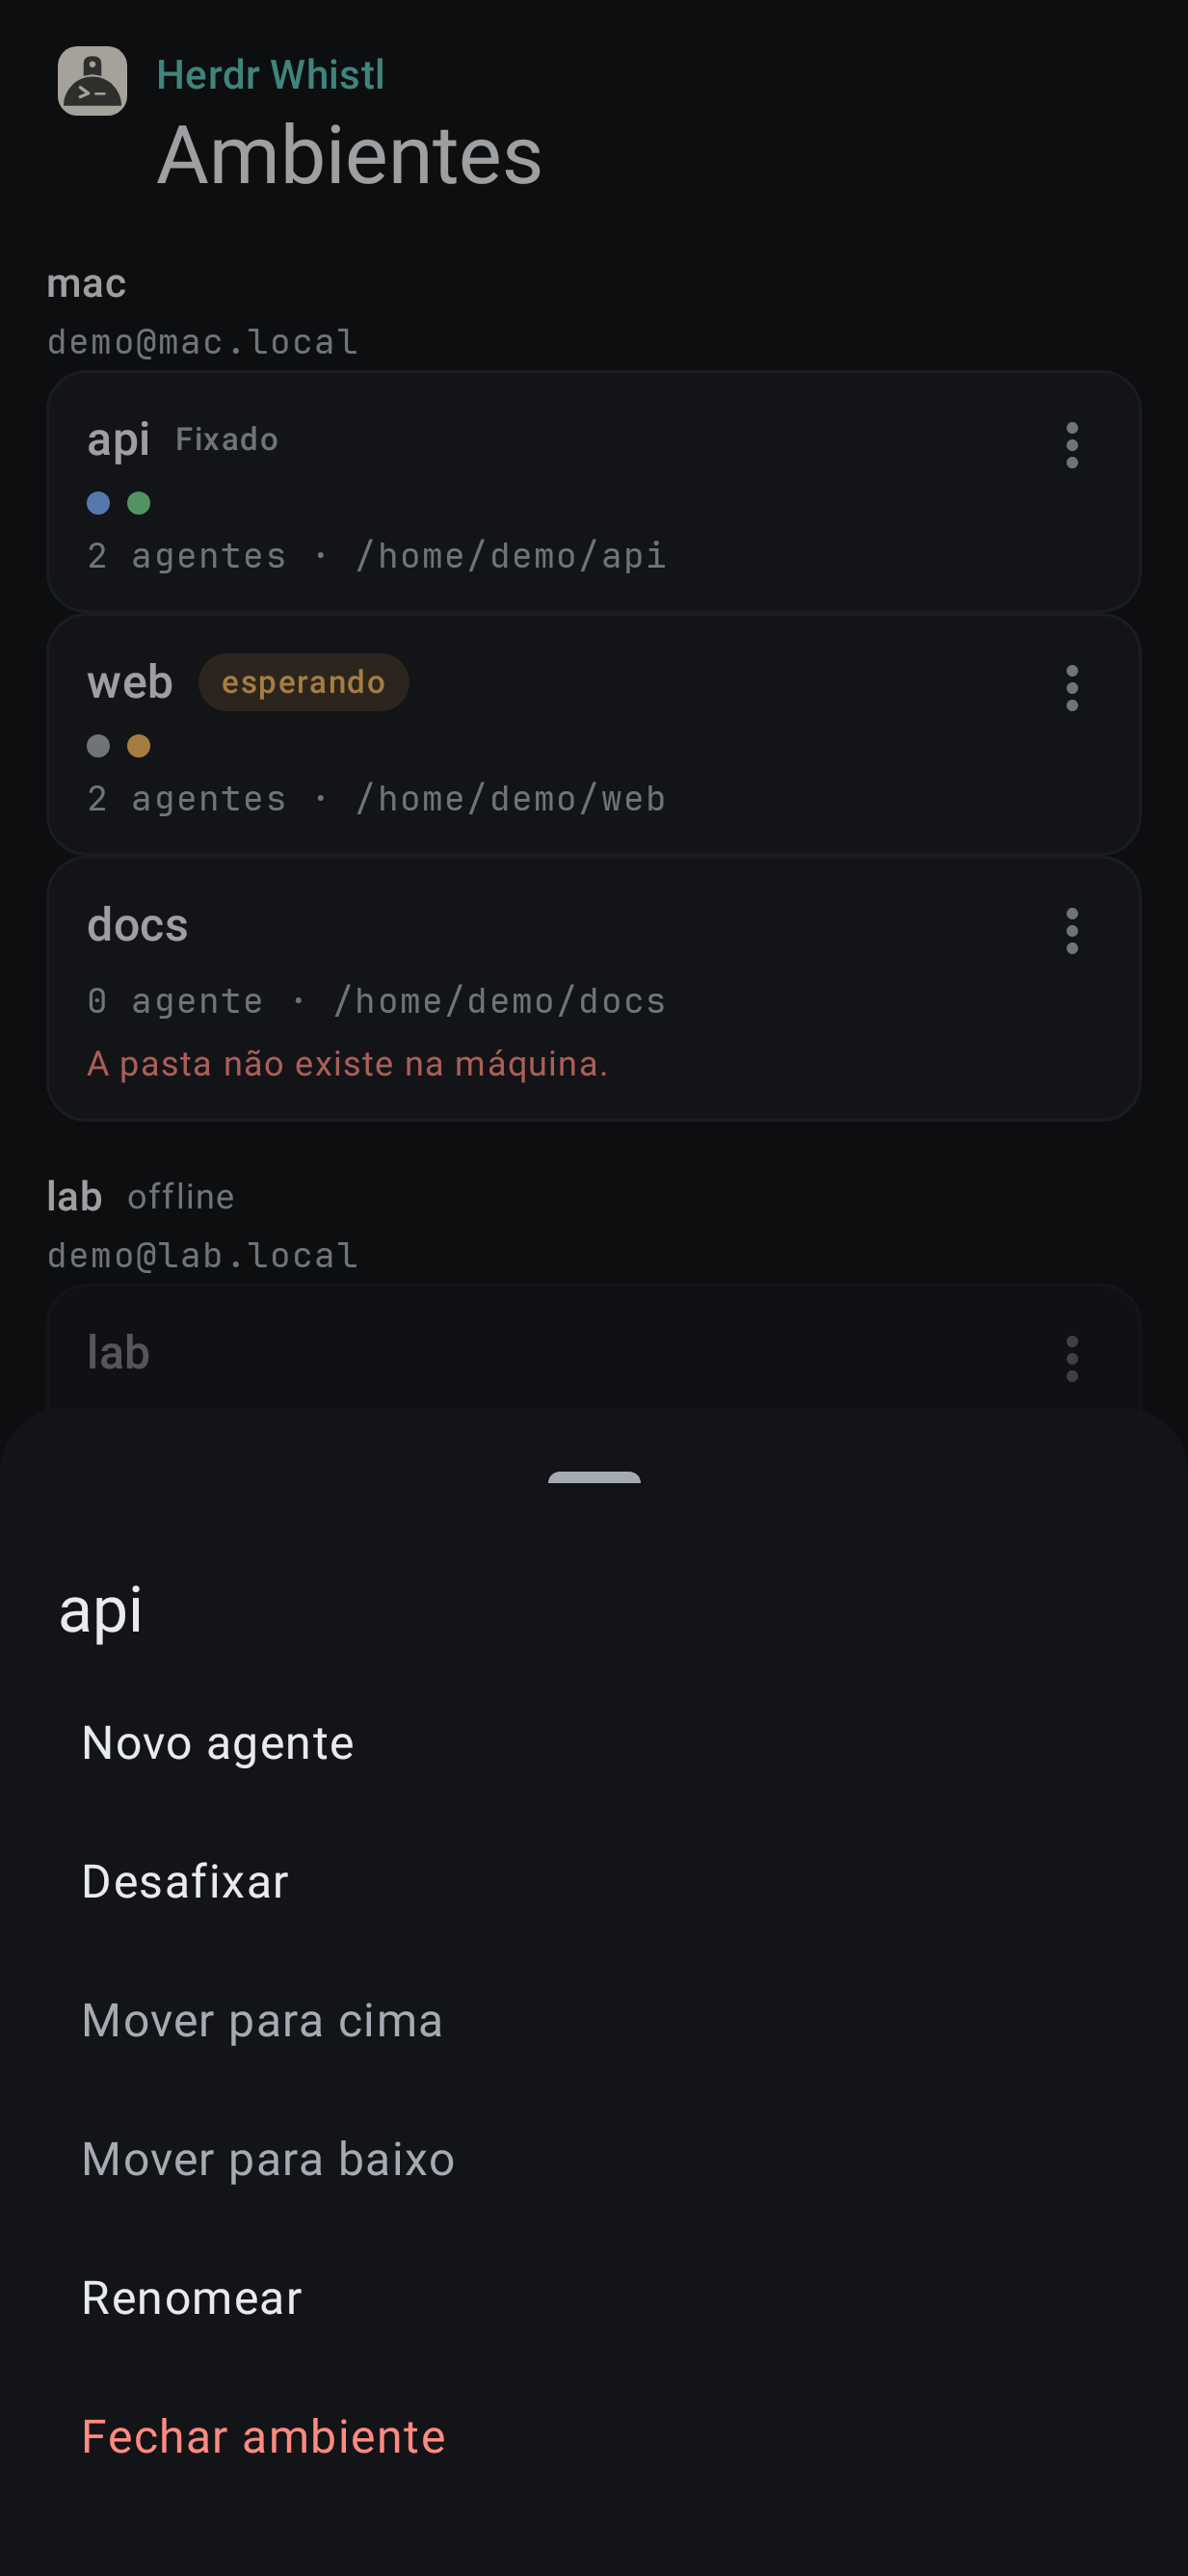 Herdr Whistl
Ambientes
mac
demo@mac.local
api Fixado
2 agentes · /home/demo/api
web esperando
2 agentes · /home/demo/web
docs
0 agente · /home/demo/docs
A pasta não existe na máquina.
lab offline
demo@lab.local
lab
api
Novo agente
Desafixar
Mover para cima
Mover para baixo
Renomear
Fechar ambiente